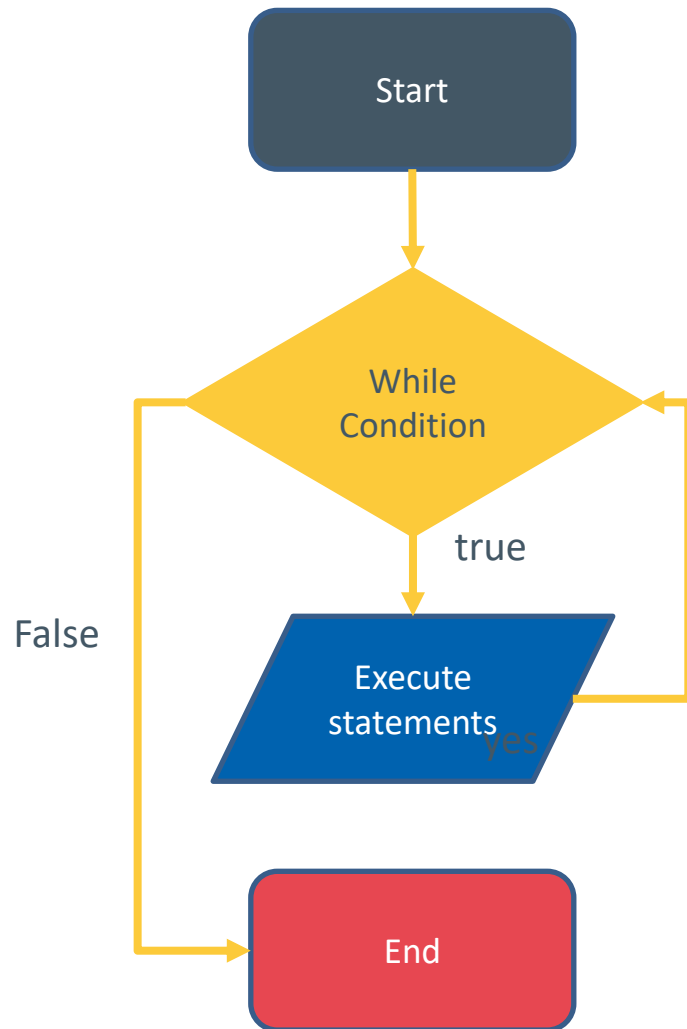 Start
While
Condition
true
False
Execute
statements
yes
End